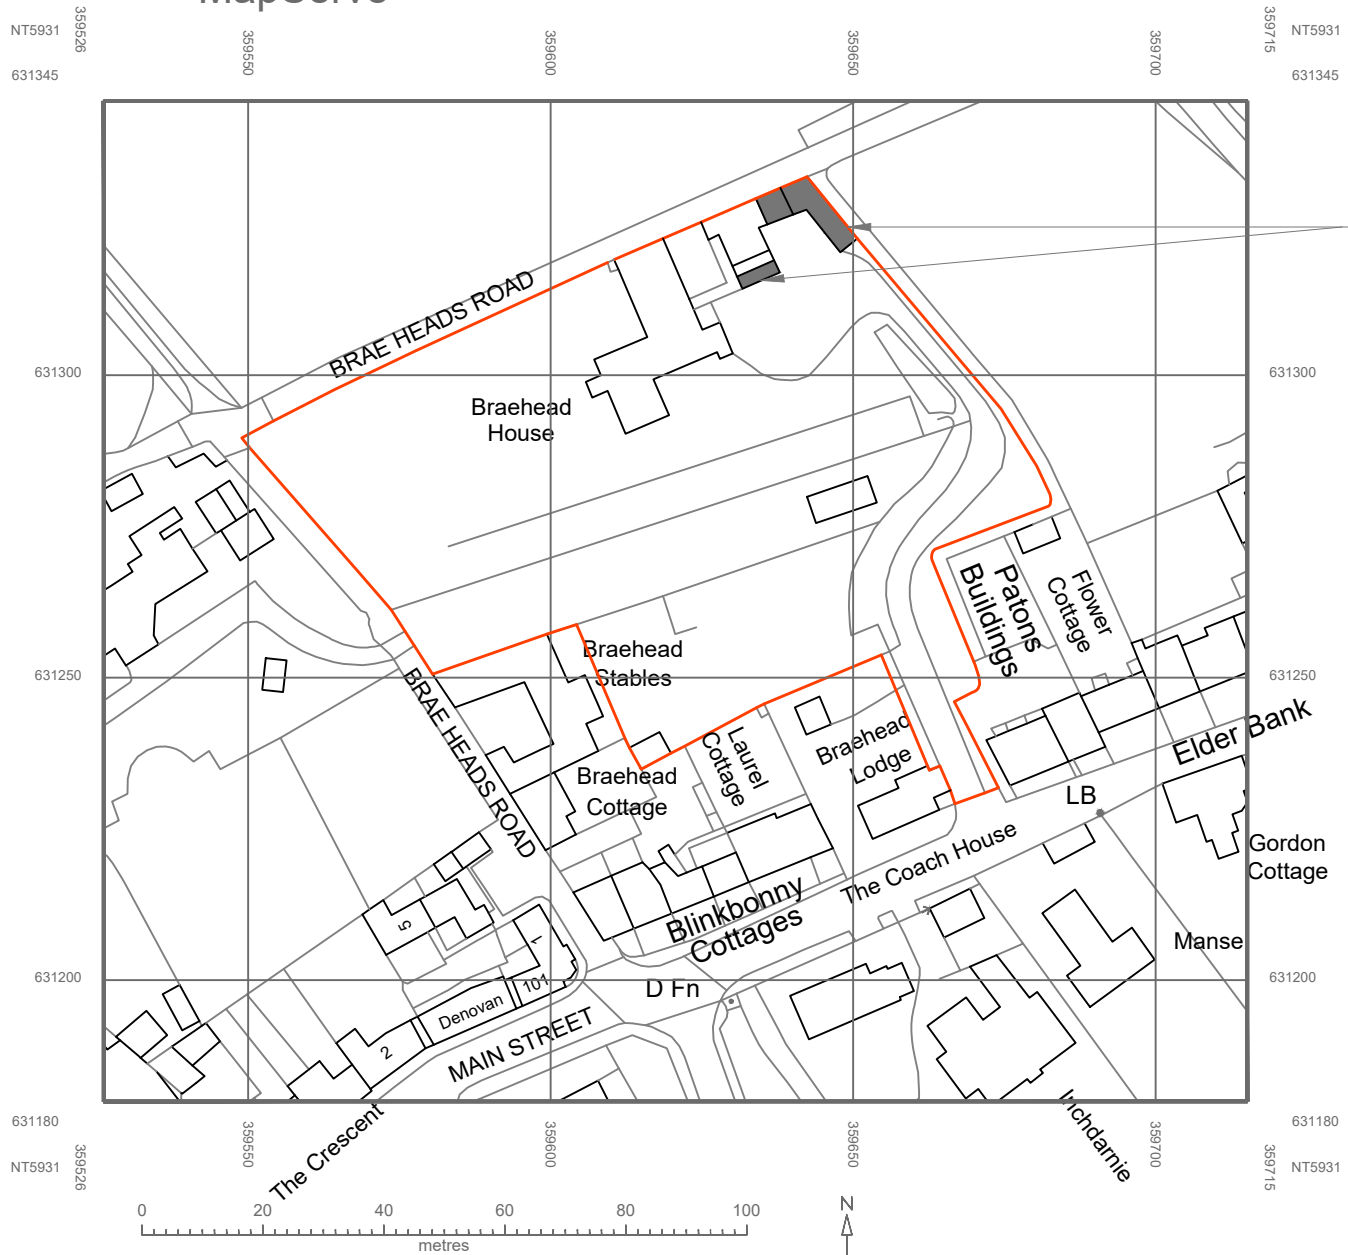 MapServe
NT5931
359526
359550
359600
359650
359700
359715
NT5931
631345
631345
BRAE HEADS ROAD
631300
631300
Braehead
House
Patons
Buildings
Flower
Cottage
Braehead
Stables
631250
631250
BRAE HEADS ROAD
Laurel
Cottage
Braehead
Lodge
Elder Bank
Braehead
Cottage
LB
The Coach House
Gordon
Cottage
5
Blinkbonny
Cottages
1
Manse
631200
631200
101
D Fn
Denovan
2
MAIN STREET
The Crescent
Inchdarnie
631180
631180
NT5931
359526
359550
359600
359650
359700
359715
NT5931
0 20 40 60 80 100
metres
N